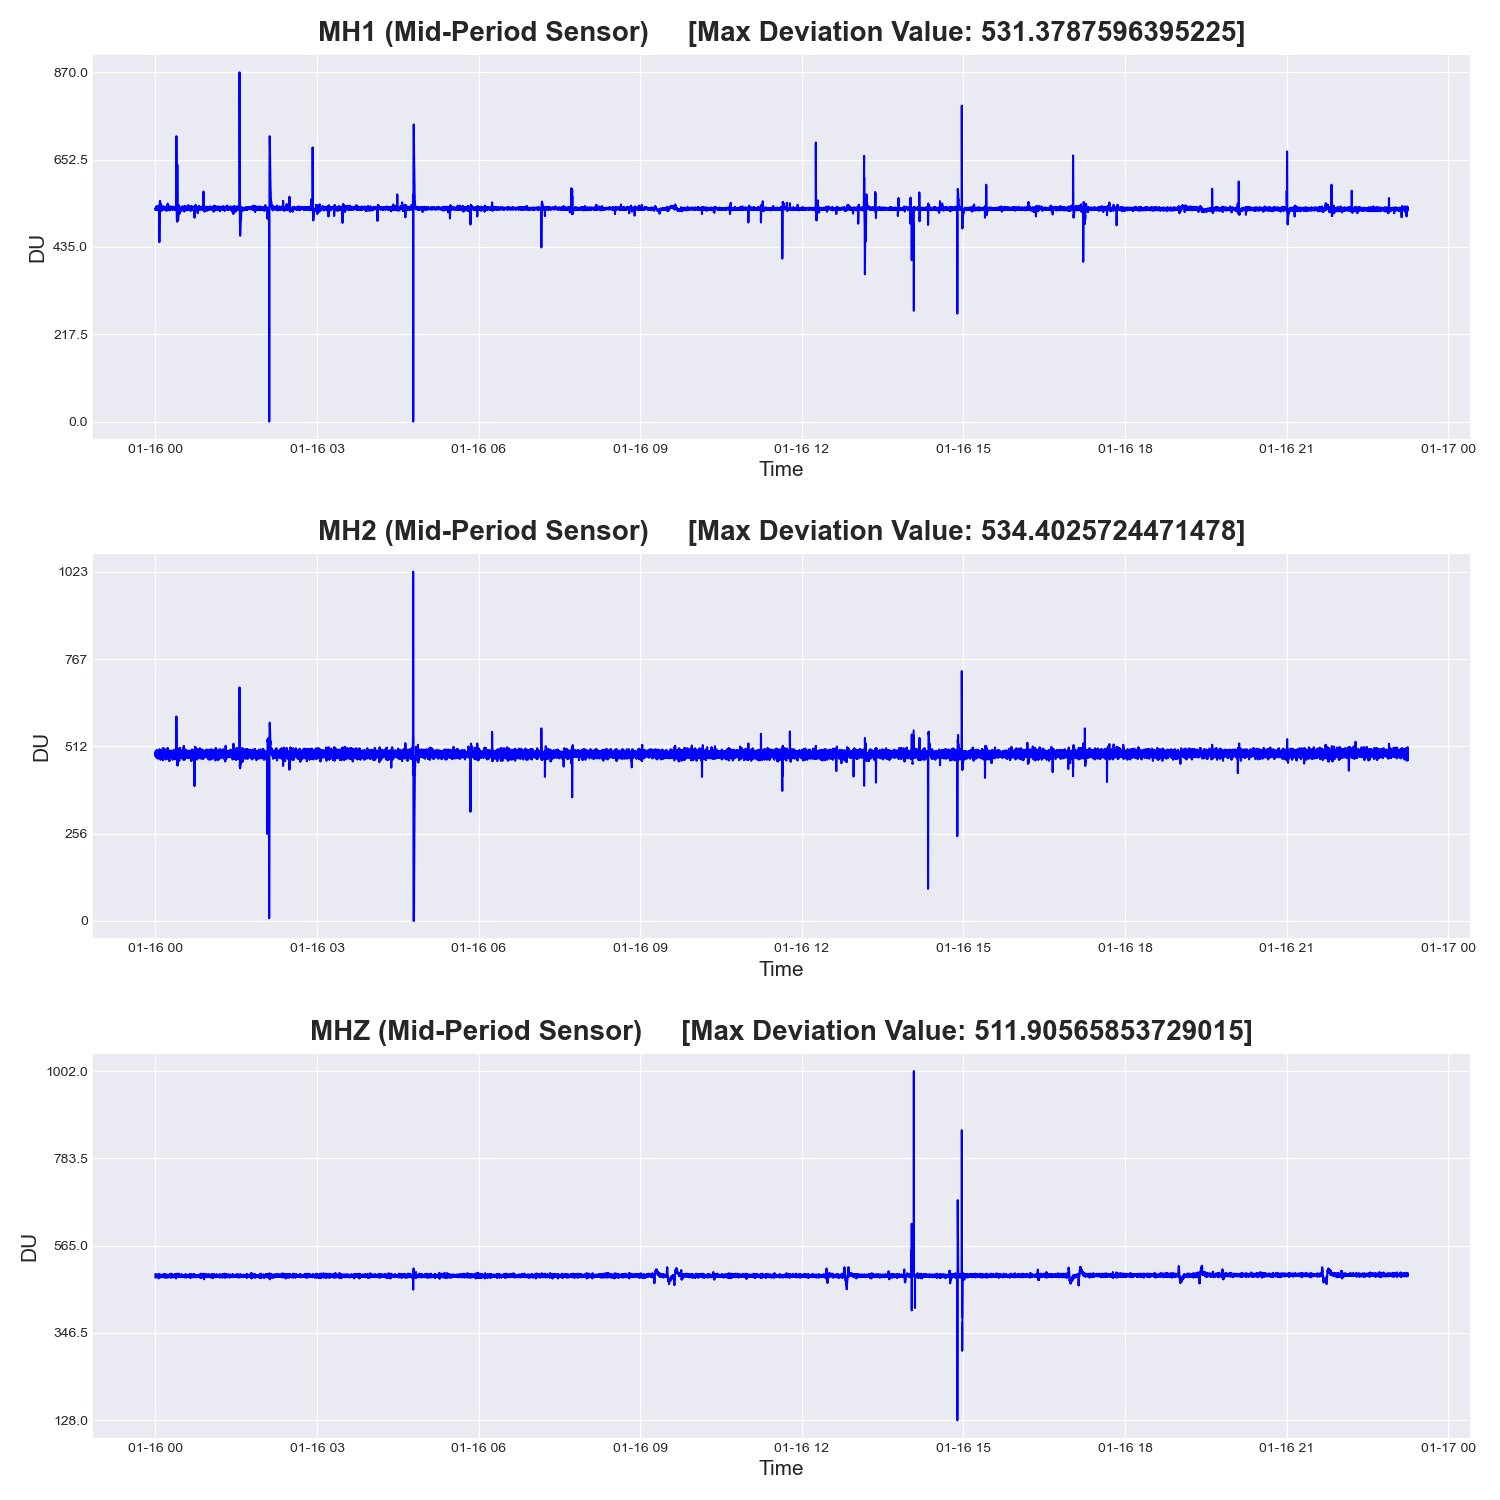 MH1 (Mid-Period Sensor) [Max Deviation Value: 531.3787596395225]
870.0
652.5
435.0
217.5
0.0
DU
01-16 00 01-16 03 01-16 06 01-16 09 01-16 12 01-16 15 01-16 18 01-16 21 01-17 00
Time
MH2 (Mid-Period Sensor) [Max Deviation Value: 534.4025724471478]
1023
767
512
256
0
DU
01-16 00 01-16 03 01-16 06 01-16 09 01-16 12 01-16 15 01-16 18 01-16 21 01-17 00
Time
MHZ (Mid-Period Sensor) [Max Deviation Value: 511.90565853729015]
1002.0
783.5
565.0
346.5
128.0
DU
01-16 00 01-16 03 01-16 06 01-16 09 01-16 12 01-16 15 01-16 18 01-16 21 01-17 00
Time